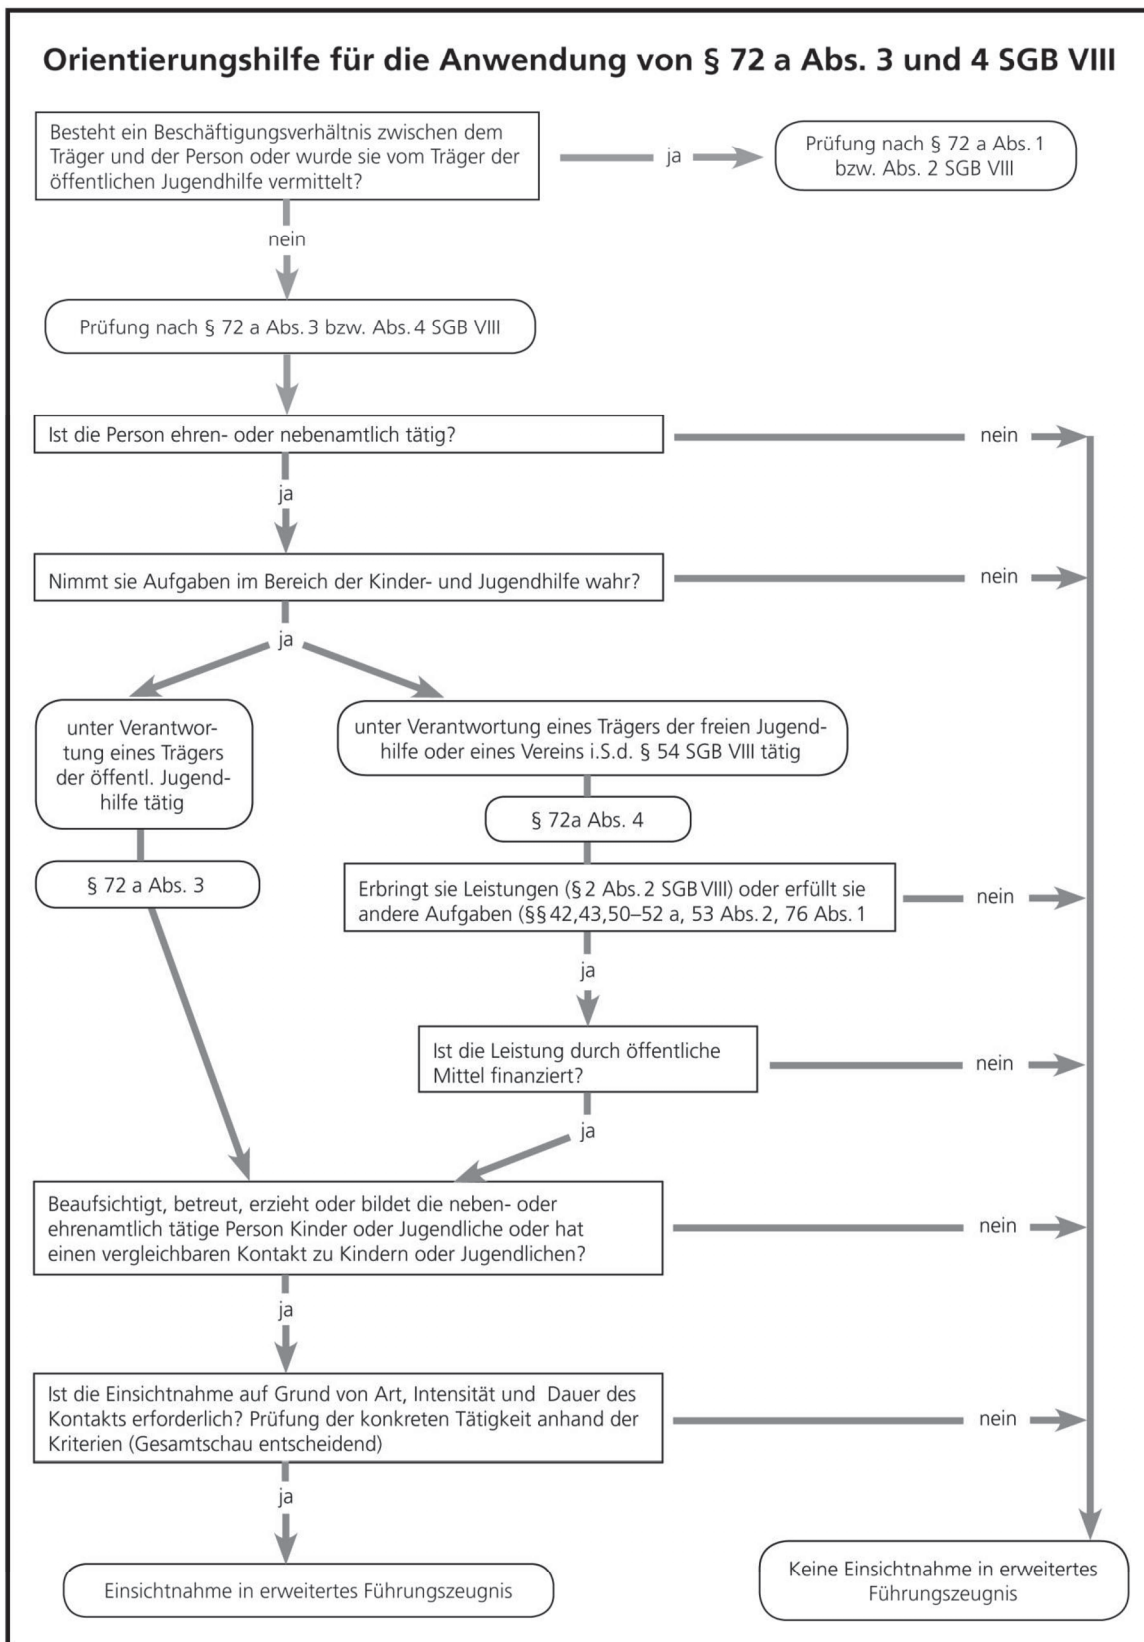 Orientierungshilfe für die Anwendung von § 72 a Abs. 3 und 4 SGB VIII
Besteht ein Beschäftigungsverhältnis zwischen dem
Träger und der Person oder wurde sie vom Träger der
öffentlichen Jugendhilfe vermittelt?
ja
Prüfung nach § 72 a Abs. 1
bzw. Abs. 2 SGB VIII
nein
Prüfung nach § 72 a Abs. 3 bzw. Abs. 4 SGB VIII
Ist die Person ehren- oder nebenamtlich tätig?
nein
ja
Nimmt sie Aufgaben im Bereich der Kinder- und Jugendhilfe wahr?
nein
ja
unter Verantwor-
tung eines Trägers
der öffentl. Jugend-
hilfe tätig
unter Verantwortung eines Trägers der freien Jugend-
hilfe oder eines Vereins i.S.d. § 54 SGB VIII tätig
§ 72a Abs. 4
§ 72 a Abs. 3
Erbringt sie Leistungen (§ 2 Abs. 2 SGB VIII) oder erfüllt sie
andere Aufgaben (§§ 42,43,50–52 a, 53 Abs. 2, 76 Abs. 1
nein
ja
Ist die Leistung durch öffentliche
Mittel finanziert?
nein
ja
Beaufsichtigt, betreut, erzieht oder bildet die neben- oder
ehrenamtlich tätige Person Kinder oder Jugendliche oder hat
einen vergleichbaren Kontakt zu Kindern oder Jugendlichen?
nein
ja
Ist die Einsichtnahme auf Grund von Art, Intensität und Dauer des
Kontakts erforderlich? Prüfung der konkreten Tätigkeit anhand der
Kriterien (Gesamtschau entscheidend)
nein
ja
Einsichtnahme in erweitertes Führungszeugnis
Keine Einsichtnahme in erweitertes
Führungszeugnis